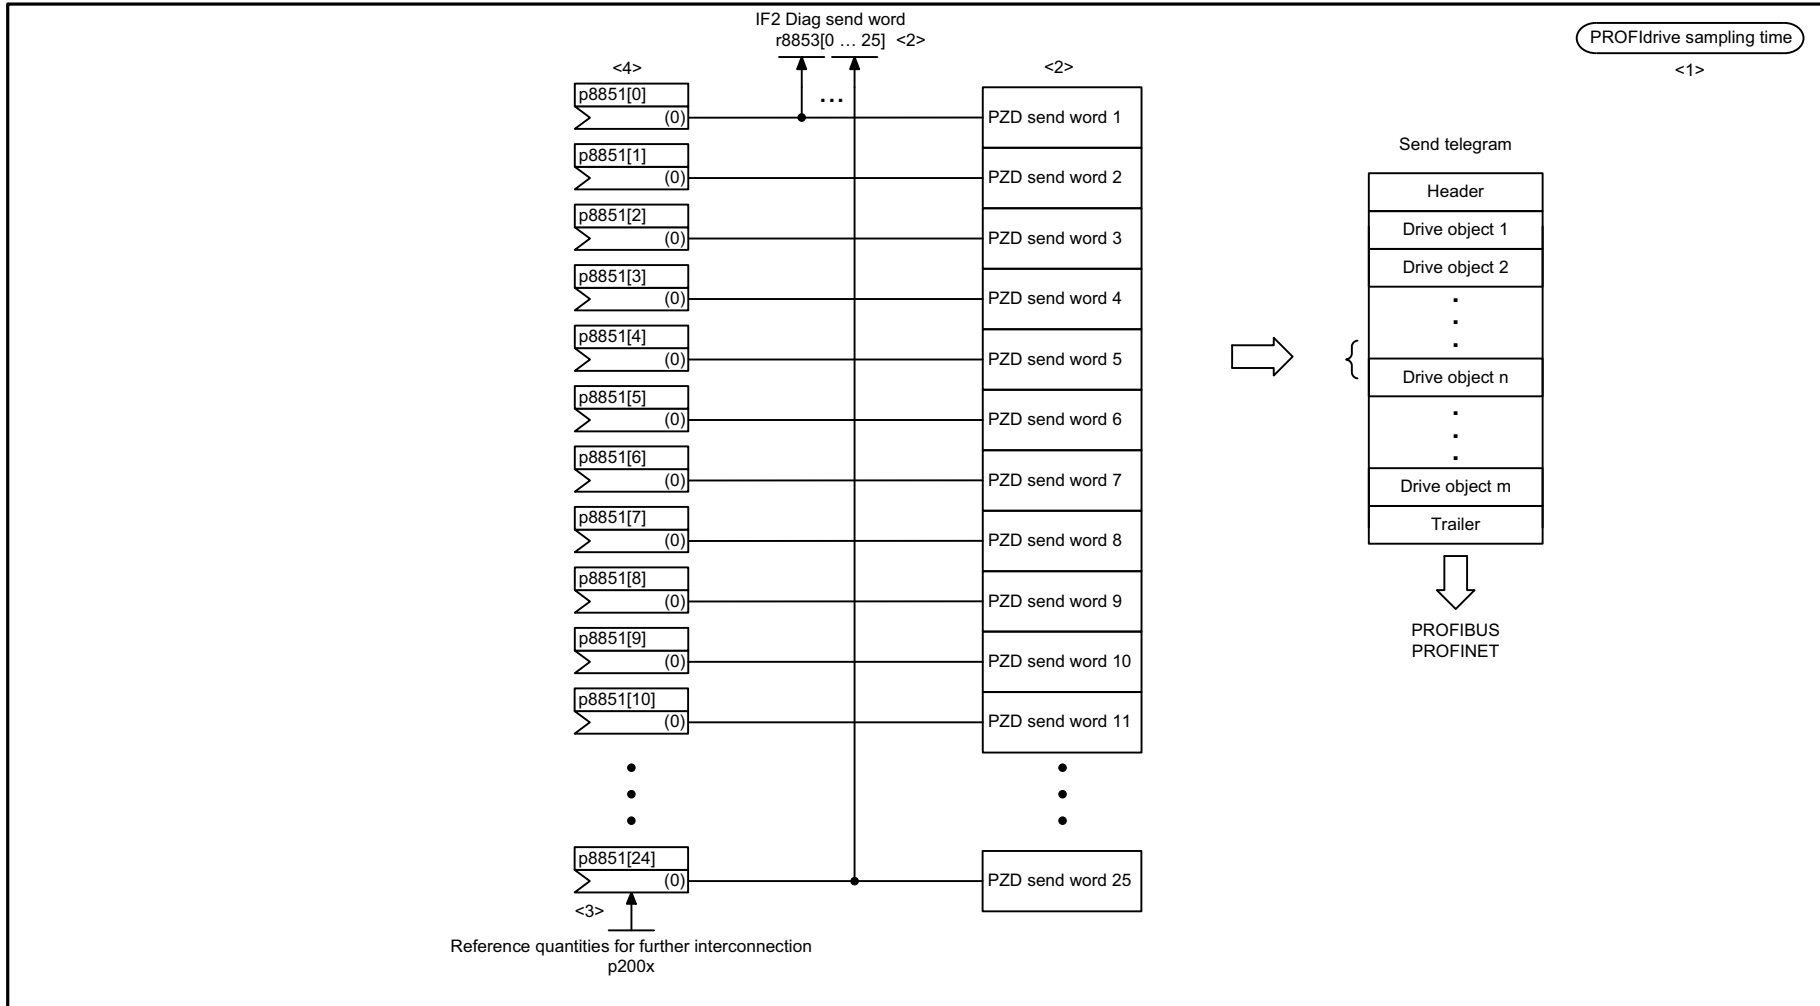 IF2 Diag send word
r8853[0 … 25] <2>
PROFIdrive sampling time
<1>
<4>
<2>
p8851[0]
(0)
...
PZD send word 1
p8851[1]
(0)
PZD send word 2
p8851[2]
(0)
PZD send word 3
p8851[3]
(0)
PZD send word 4
p8851[4]
(0)
PZD send word 5
p8851[5]
(0)
PZD send word 6
p8851[6]
(0)
PZD send word 7
p8851[7]
(0)
PZD send word 8
p8851[8]
(0)
PZD send word 9
p8851[9]
(0)
PZD send word 10
p8851[10]
(0)
PZD send word 11
p8851[24]
(0)
PZD send word 25
<3>
Reference quantities for further interconnection
p200x
Send telegram
Header
Drive object 1
Drive object 2
Drive object n
Drive object m
Trailer
PROFIBUS
PROFINET